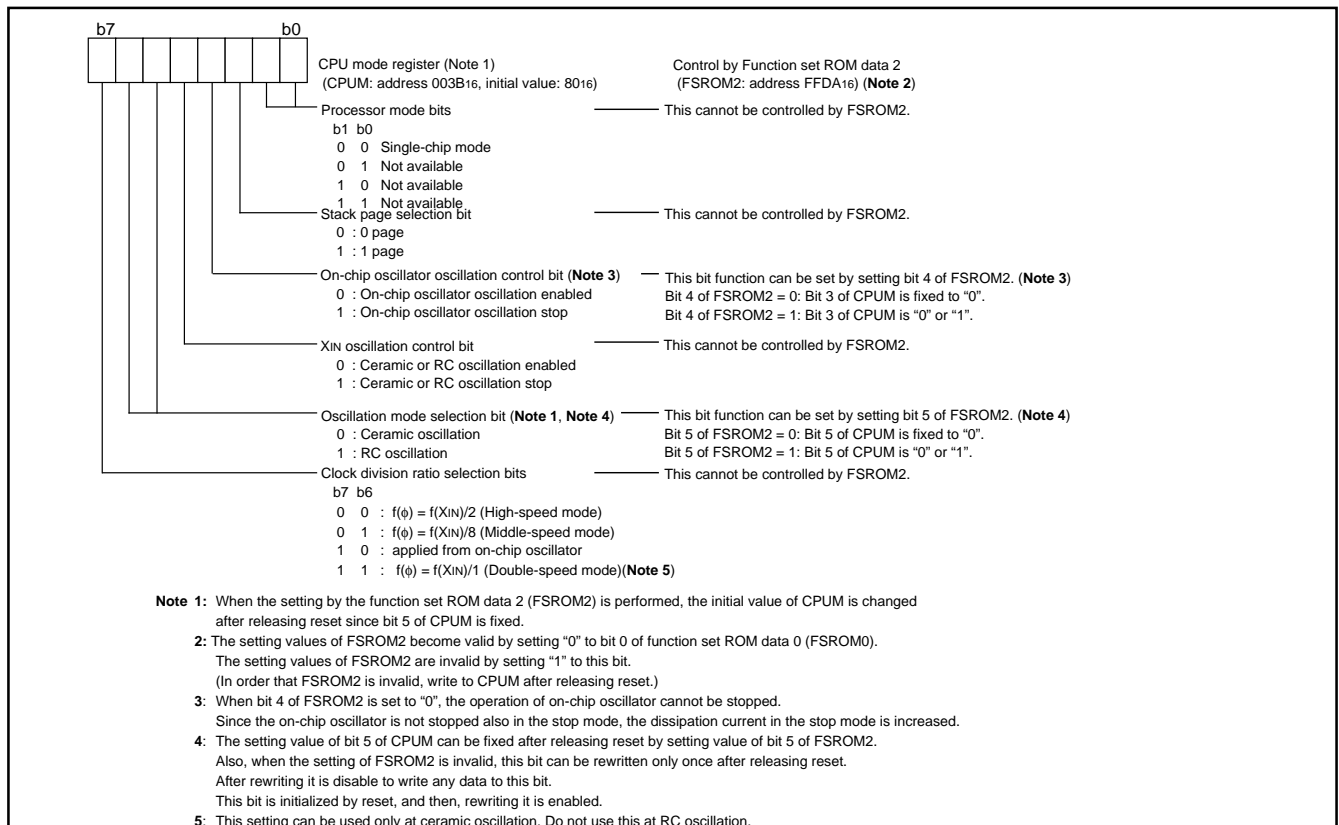 b7 b0
CPU mode register (Note 1) Control by Function set ROM data 2
(CPUM: address 003B16, initial value: 8016) (FSROM2: address FFDA16) (Note 2)
Processor mode bits This cannot be controlled by FSROM2.
b1 b0
0 0 Single-chip mode
0 1 Not available
1 0 Not available
1 1 Not available
Stack page selection bit This cannot be controlled by FSROM2.
0 : 0 page
1 : 1 page
On-chip oscillator oscillation control bit (Note 3) This bit function can be set by setting bit 4 of FSROM2. (Note 3)
0 : On-chip oscillator oscillation enabled Bit 4 of FSROM2 = 0: Bit 3 of CPUM is fixed to “0”.
1 : On-chip oscillator oscillation stop Bit 4 of FSROM2 = 1: Bit 3 of CPUM is “0” or “1”.
XIN oscillation control bit This cannot be controlled by FSROM2.
0 : Ceramic or RC oscillation enabled
1 : Ceramic or RC oscillation stop
Oscillation mode selection bit (Note 1, Note 4) This bit function can be set by setting bit 5 of FSROM2. (Note 4)
0 : Ceramic oscillation Bit 5 of FSROM2 = 0: Bit 5 of CPUM is fixed to “0”.
1 : RC oscillation Bit 5 of FSROM2 = 1: Bit 5 of CPUM is “0” or “1”.
Clock division ratio selection bits This cannot be controlled by FSROM2.
b7 b6
0 0 : f(φ) = f(XIN)/2 (High-speed mode)
0 1 : f(φ) = f(XIN)/8 (Middle-speed mode)
1 0 : applied from on-chip oscillator
1 1 : f(φ) = f(XIN)/1 (Double-speed mode)(Note 5)
Note 1: When the setting by the function set ROM data 2 (FSROM2) is performed, the initial value of CPUM is changed
after releasing reset since bit 5 of CPUM is fixed.
2: The setting values of FSROM2 become valid by setting “0” to bit 0 of function set ROM data 0 (FSROM0).
The setting values of FSROM2 are invalid by setting “1” to this bit.
(In order that FSROM2 is invalid, write to CPUM after releasing reset.)
3: When bit 4 of FSROM2 is set to “0”, the operation of on-chip oscillator cannot be stopped.
Since the on-chip oscillator is not stopped also in the stop mode, the dissipation current in the stop mode is increased.
4: The setting value of bit 5 of CPUM can be fixed after releasing reset by setting value of bit 5 of FSROM2.
Also, when the setting of FSROM2 is invalid, this bit can be rewritten only once after releasing reset.
After rewriting it is disable to write any data to this bit.
This bit is initialized by reset, and then, rewriting it is enabled.
5: This setting can be used only at ceramic oscillation. Do not use this at RC oscillation.